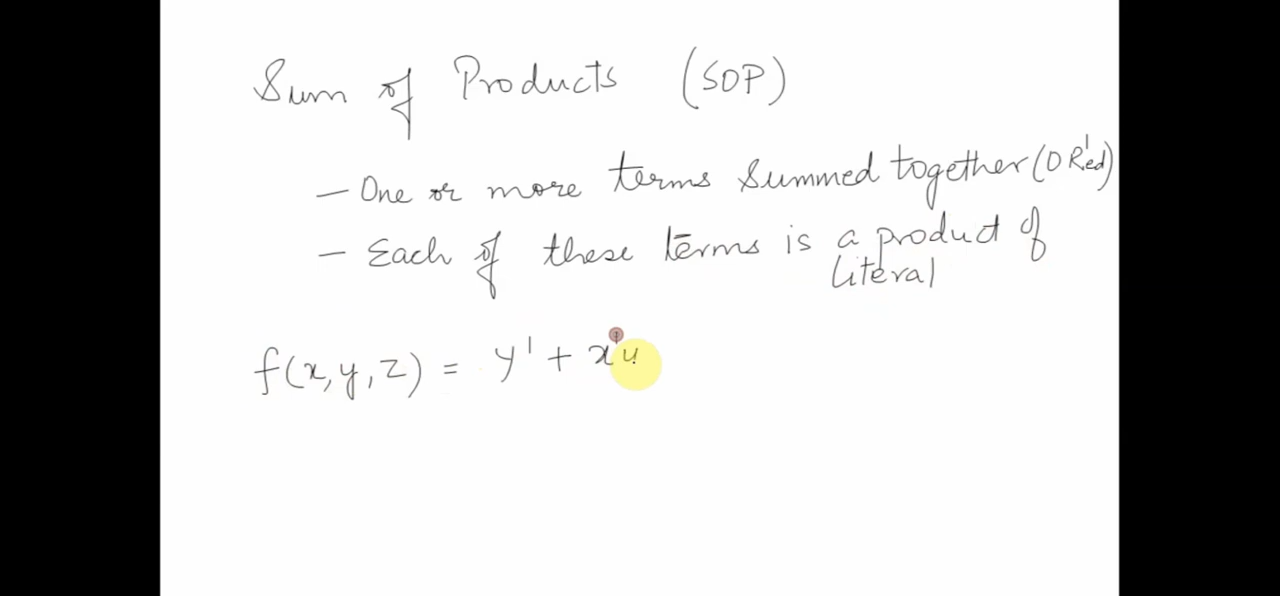 Sum of Products (SOP)
- One or more terms summed together (OR'ed)
- Each of these terms is a product of
literal
f(x,y,z) = y' + x'y